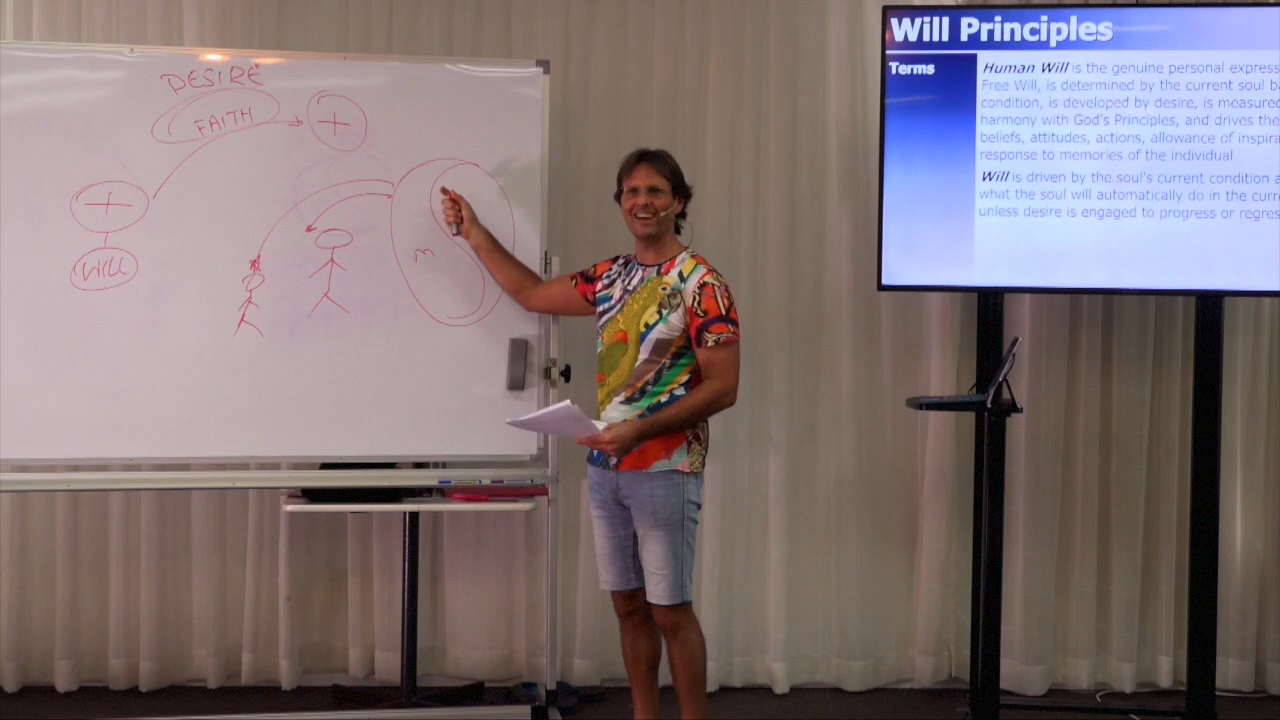 DESIRE
FAITH
WILL
m
Will Principles
Terms
Human Will is the genuine personal express
Free Will, is determined by the current soul ba
condition, is developed by desire, is measured
harmony with God's Principles, and drives the
beliefs, attitudes, actions, allowance of inspira
response to memories of the individual
Will is driven by the soul's current condition a
what the soul will automatically do in the curr
unless desire is engaged to progress or regres